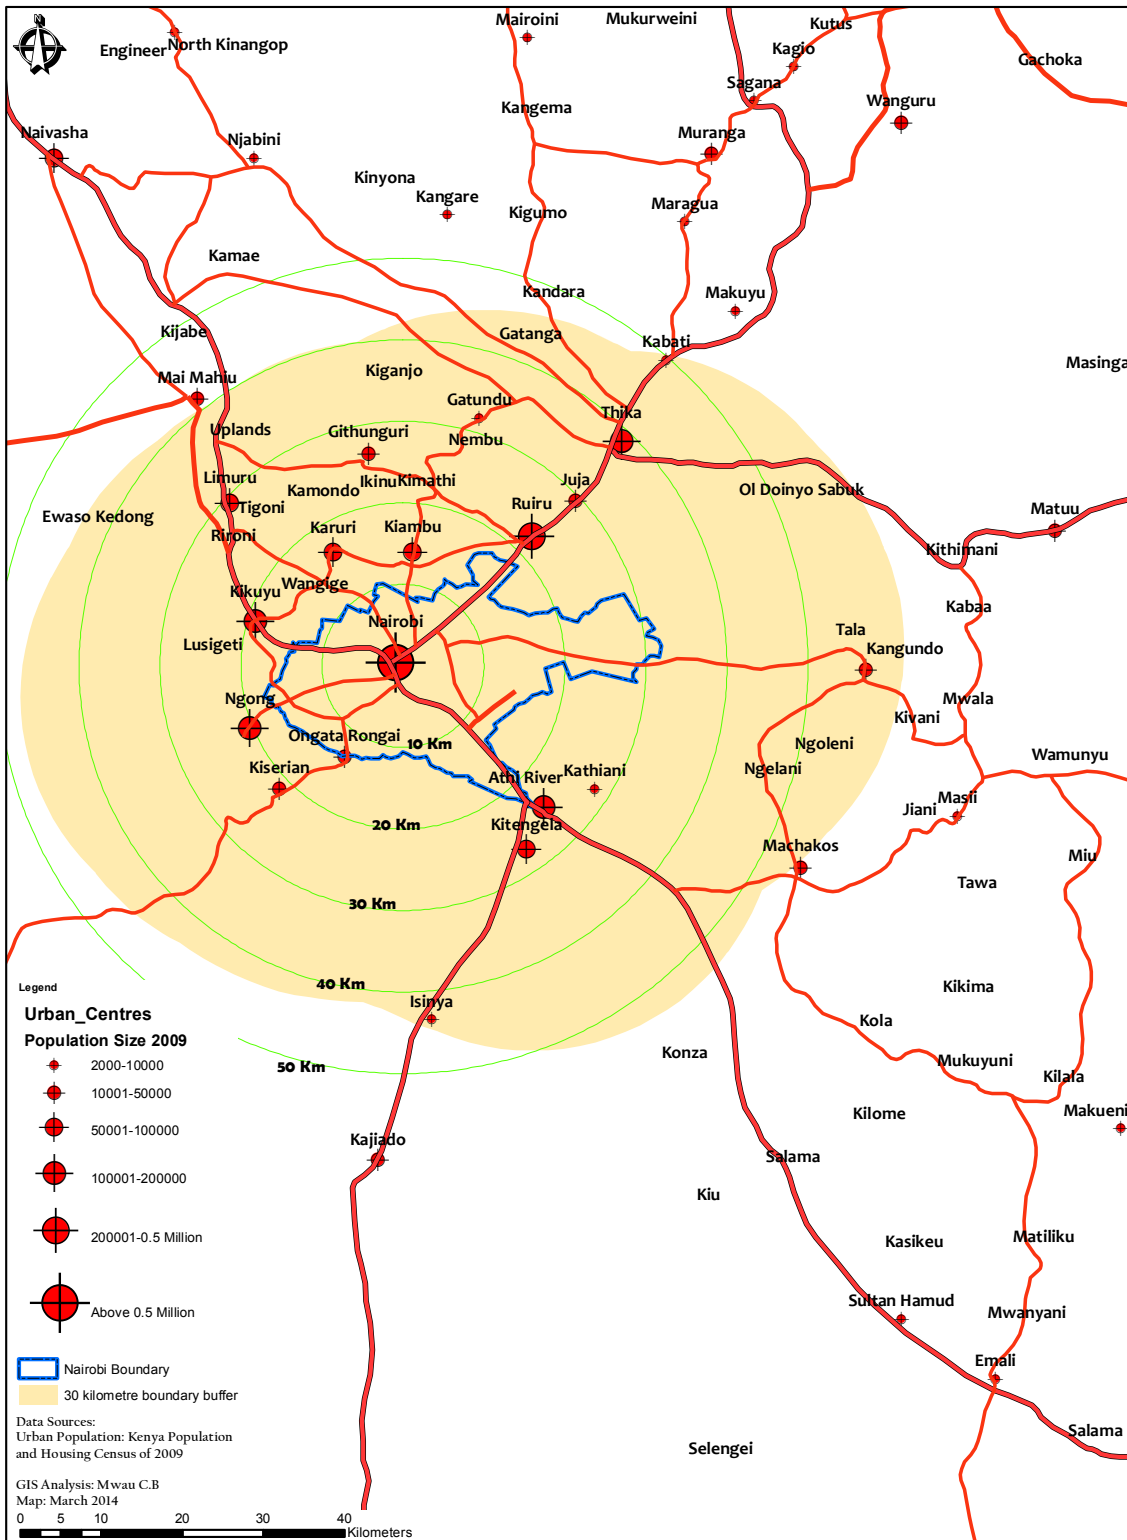 N
Mairoini
Mukurweini
Kutus
Engineer
North Kinangop
Kagio
Gachoka
Sagana
Kangema
Wanguru
Naivasha
Njabini
Muranga
Kinyona
Kangare
Kigumo
Maragua
Kamae
Kandara
Makuyu
Kijabe
Gatanga
Kabati
Masinga
Kiganjo
Mai Mahiu
Gatundu
Thika
Uplands
Githunguri
Nembu
Limuru
Ikinu
Kimathi
Juja
Kamondo
Ol Doinyo Sabuk
Tigoni
Ruiru
Matuu
Ewaso Kedong
Karuri
Kiambu
Rironi
Kithimani
Wangige
Kikuyu
Kabaa
Nairobi
Tala
Lusigeti
Kangundo
Ngong
Mwala
Kivani
Ongata Rongai
10 Km
Ngoleni
Wamunyu
Kiserian
Athi River
Kathiani
Ngelani
Masii
Jiani
20 Km
Kitengela
Machakos
Miu
Tawa
30 Km
40 Km
Kikima
Isinya
Kola
50 Km
Konza
Mukuyuni
Kilala
Kilome
Makueni
Kajiado
Salama
Kiu
Kasikeu
Matiliku
Sultan Hamud
Mwanyani
Emali
Salama
Selengei
Legend
Urban_Centres
Population Size 2009
2000-10000
10001-50000
50001-100000
100001-200000
200001-0.5 Million
Above 0.5 Million
Nairobi Boundary
30 kilometre boundary buffer
Data Sources:
Urban Population: Kenya Population
and Housing Census of 2009
GIS Analysis: Mwau C.B
Map: March 2014
0 5 10 20 30 40
Kilometers